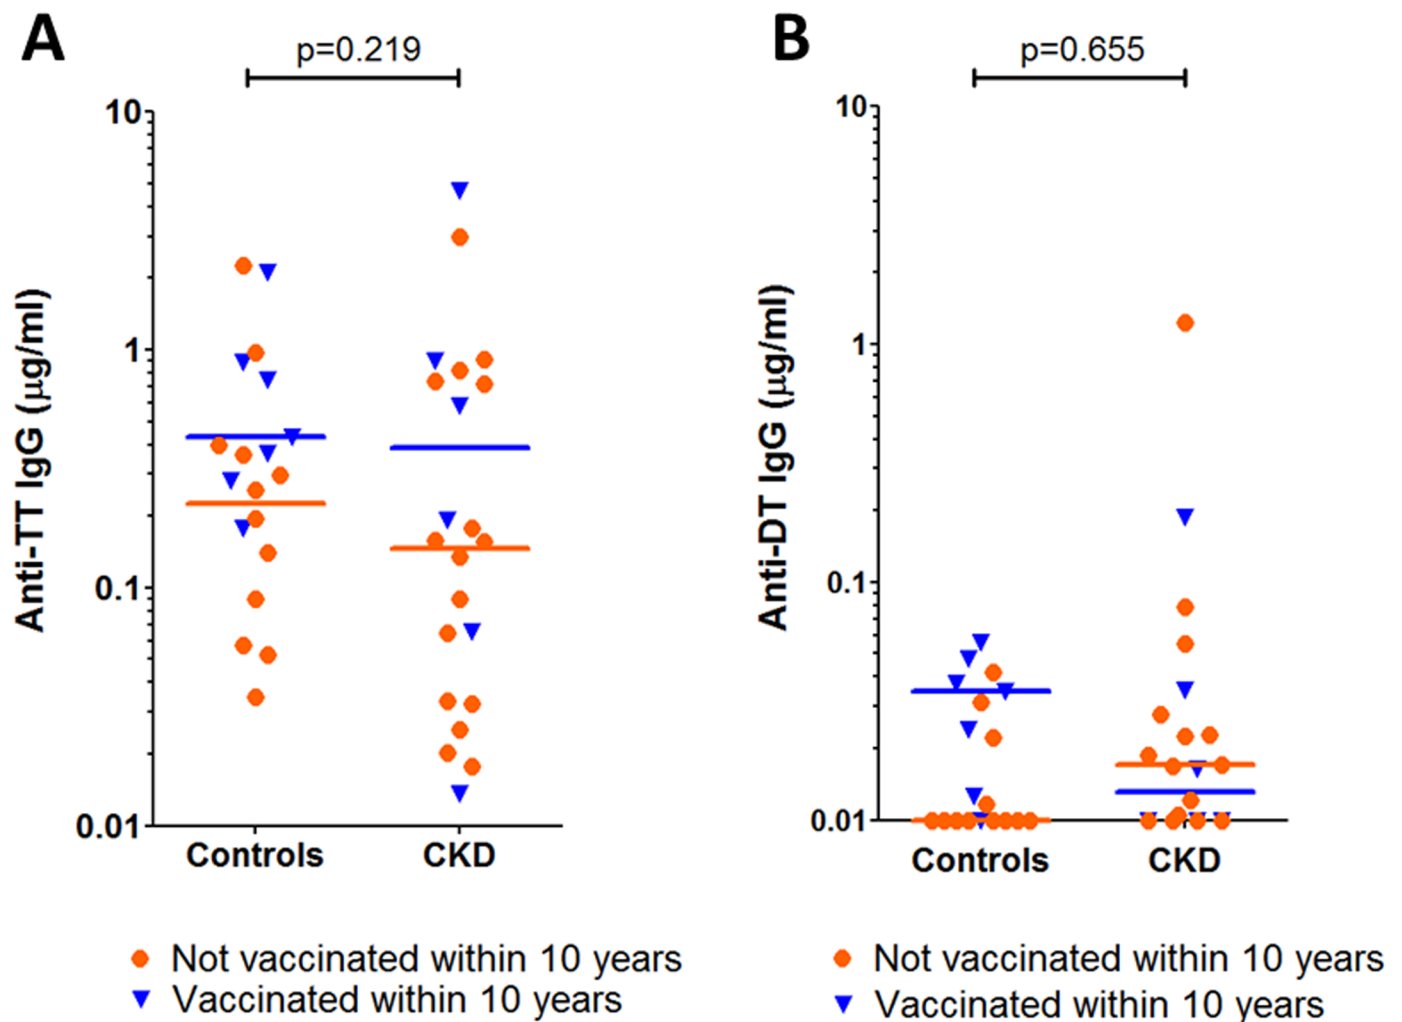 A
p=0.219
10
1
0.1
0.01
Anti-TT IgG (µg/ml)
Controls
CKD
Not vaccinated within 10 years
Vaccinated within 10 years
B
p=0.655
10
1
0.1
0.01
Anti-DT IgG (µg/ml)
Controls
CKD
Not vaccinated within 10 years
Vaccinated within 10 years